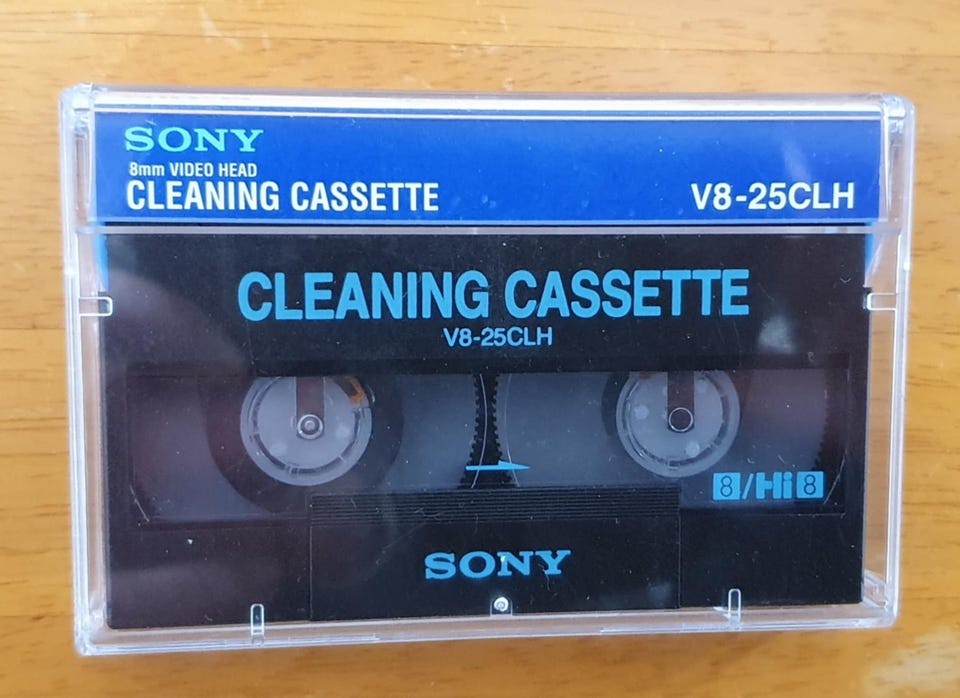 SONY
8mm VIDEO HEAD
CLEANING CASSETTE V8-25CLH
CLEANING CASSETTE
V8-25CLH
8/Hi8
SONY